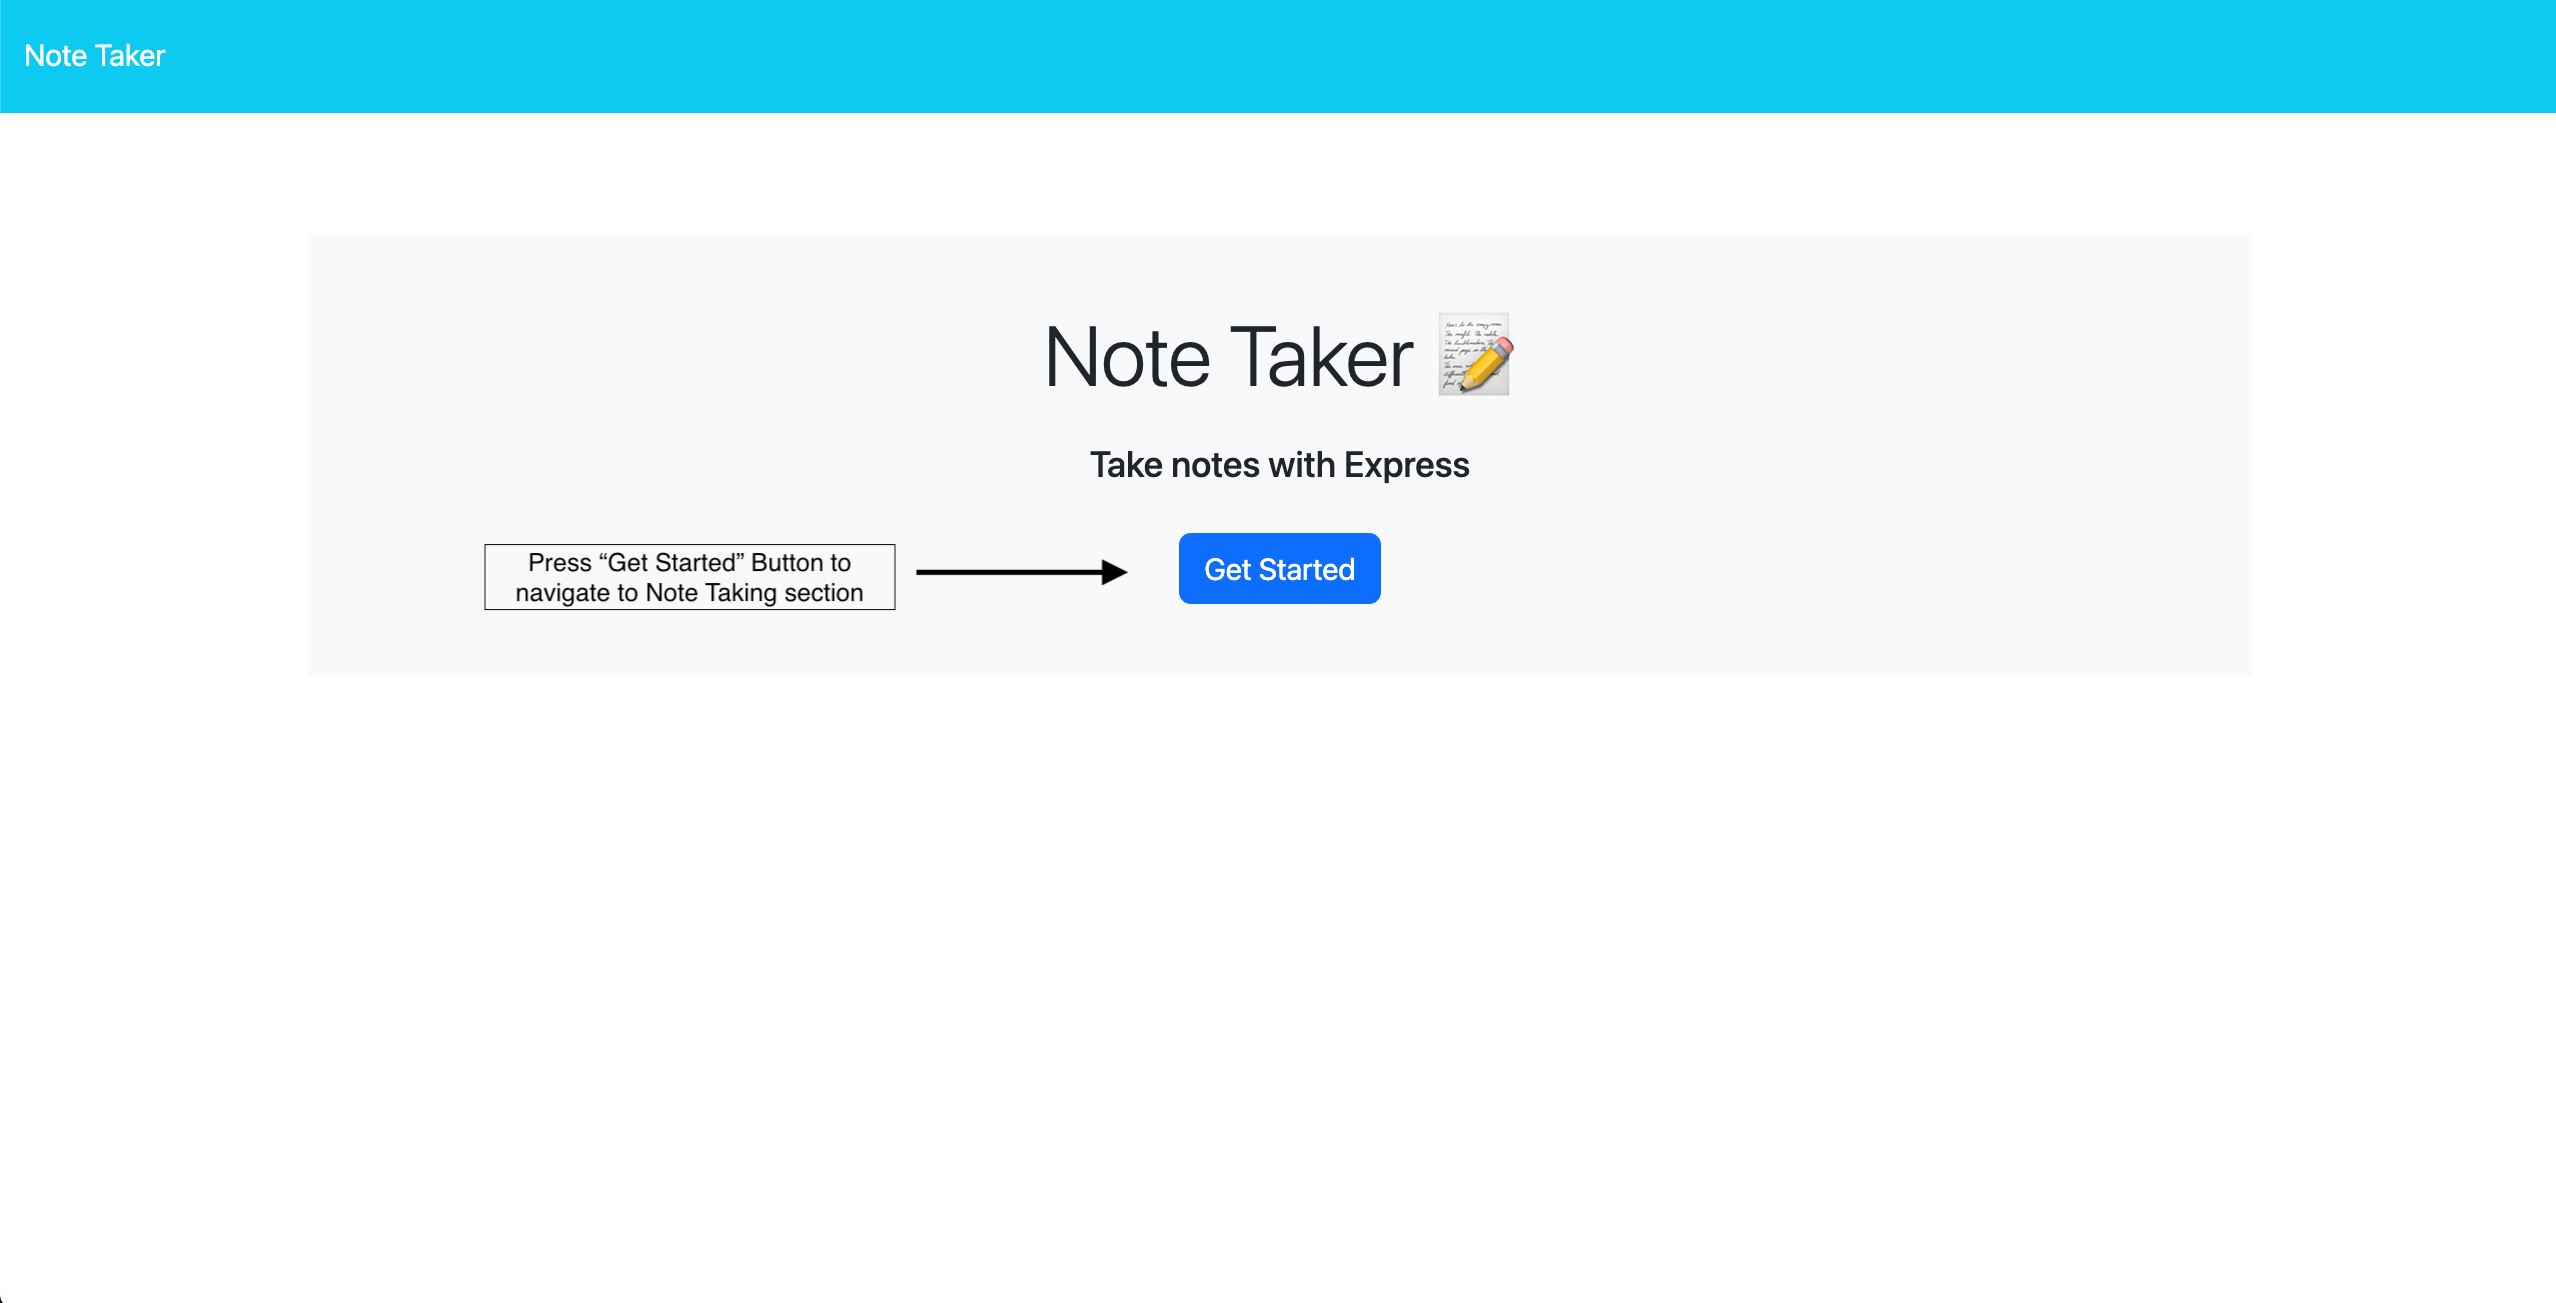 Note Taker
Note Taker
Take notes with Express
Press “Get Started” Button to
navigate to Note Taking section
Get Started